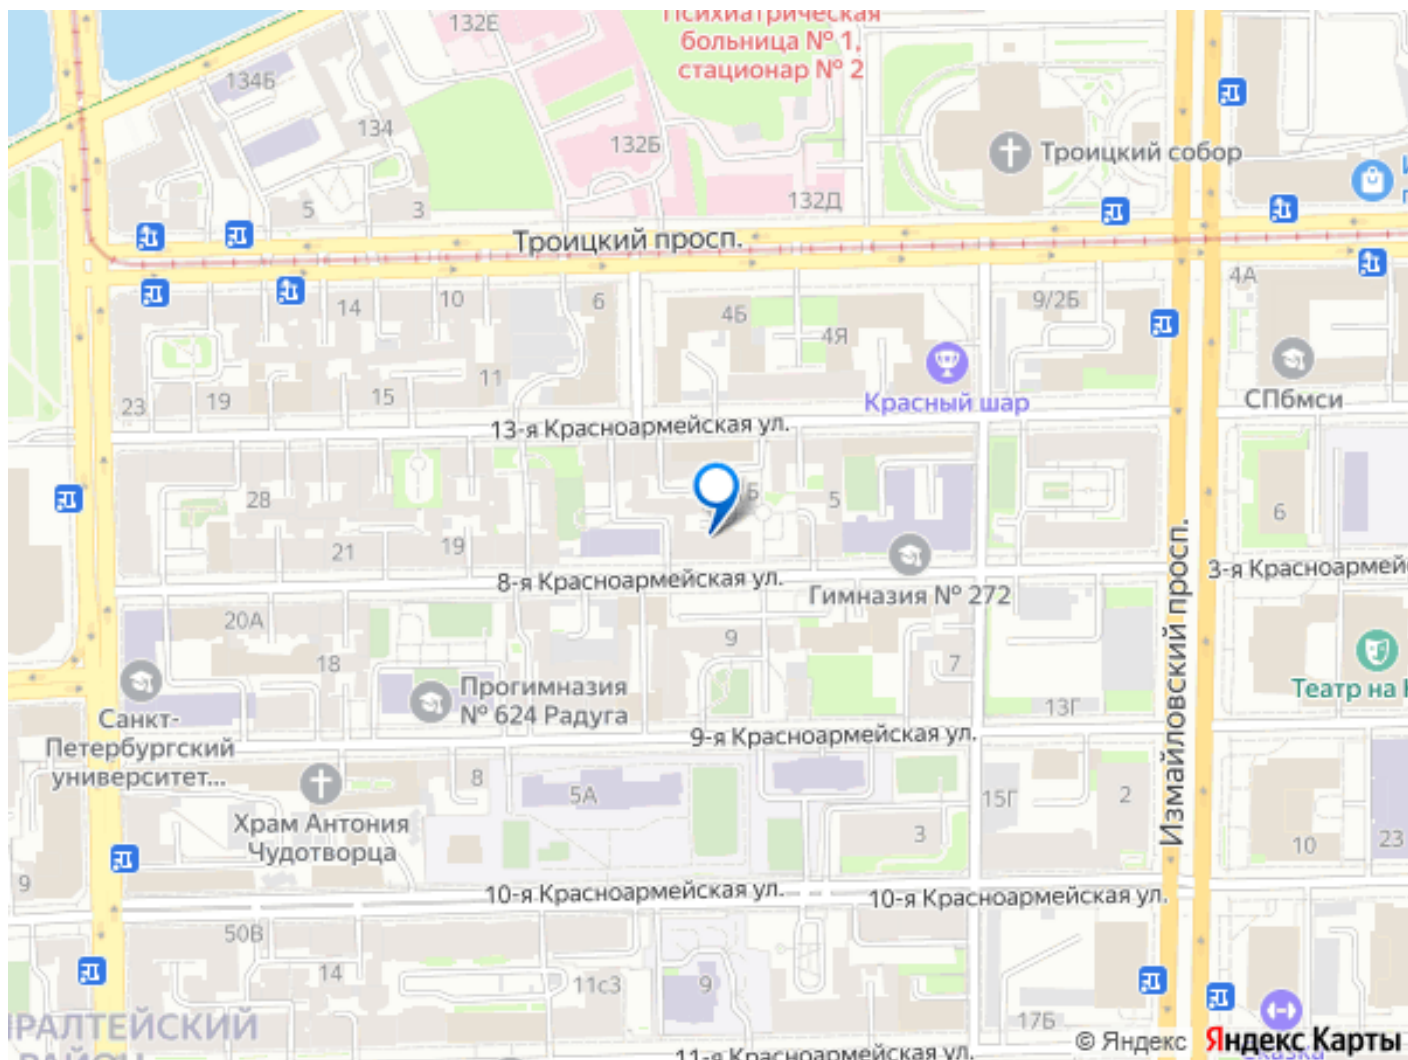 132Е
Психиатрическая
больница № 1,
стационар № 2
134Б
134
132Б
Троицкий собор
132Д
5
3
Троицкий просп.
4А
14
10
6
4Б
9/2Б
4Я
11
15
19
23
Красный шар
СПбмси
13-я Красноармейская ул.
28
Б
5
6
21
19
8-я Красноармейская ул.
Гимназия № 272
3-я Красноармей
Измайловский просп.
20А
18
9
7
Прогимназия
№ 624 Радуга
Театр на
Санкт-
Петербургский
университет...
13Г
9-я Красноармейская ул.
8
5А
15Г
2
Храм Антония
Чудотворца
3
10
23
9
10-я Красноармейская ул.
10-я Красноармейская ул.
50В
14
11с3
9
17Б
РАЛТЕЙСКИЙ
РАЙОН
11-я Красноармейская ул.
© Яндекс Яндекс Карты